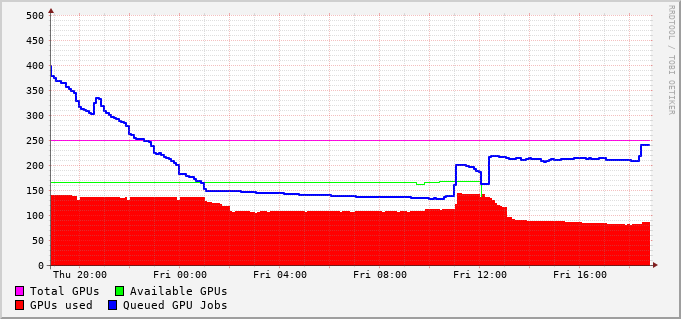 500
450
400
350
300
250
200
150
100
50
0
Thu 20:00 Fri 00:00 Fri 04:00 Fri 08:00 Fri 12:00 Fri 16:00
Total GPUs Available GPUs
GPUs used Queued GPU Jobs
RRDTOOL / TOBI OETIKER